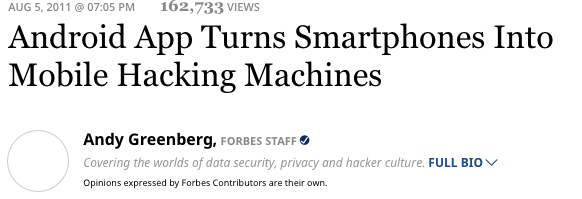 AUG 5, 2011 @ 07:05 PM 162,733 VIEWS
Android App Turns Smartphones Into
Mobile Hacking Machines
Andy Greenberg, FORBES STAFF
Covering the worlds of data security, privacy and hacker culture. FULL BIO
Opinions expressed by Forbes Contributors are their own.